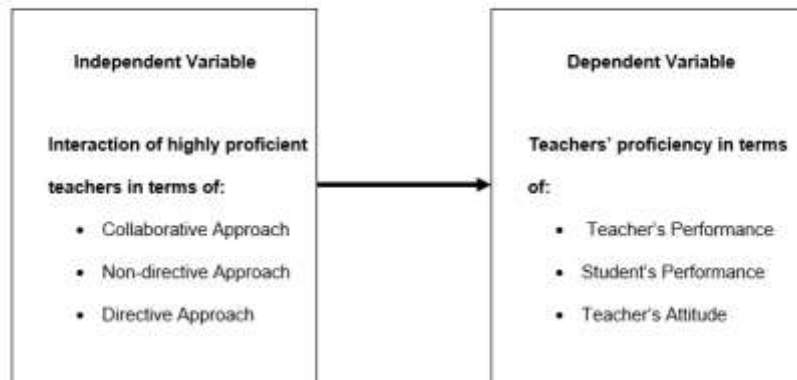 Independent Variable
Interaction of highly proficient
teachers in terms of:
• Collaborative Approach
• Non-directive Approach
• Directive Approach
Dependent Variable
Teachers' proficiency in terms
of:
• Teacher's Performance
• Student's Performance
• Teacher's Attitude